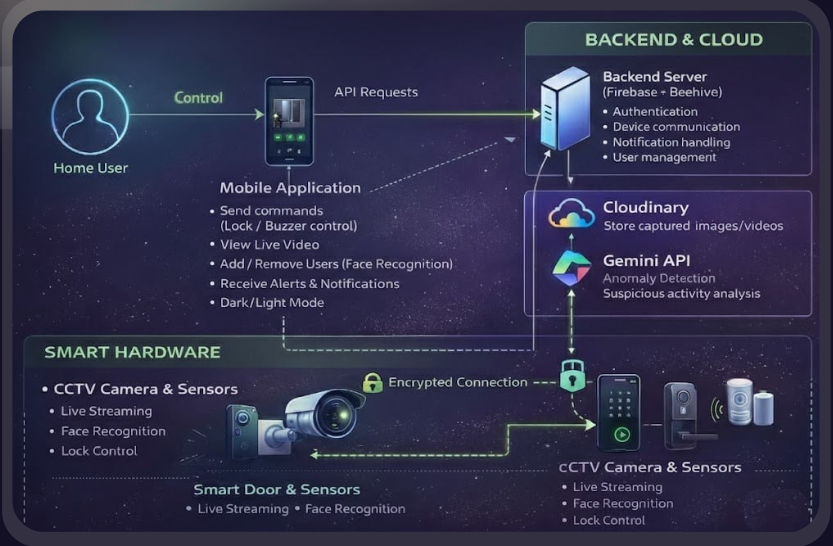 BACKEND & CLOUD
Backend Server
(Firebase + Beehive)
• Authentication
• Device communication
• Notification handling
• User management
Control
API Requests
Home User
Mobile Application
• Send commands
(Lock / Buzzer control)
• View Live Video
• Add / Remove Users (Face Recognition)
• Receive Alerts & Notifications
• Dark/Light Mode
Cloudinary
Store captured images/videos
Gemini API
Anomaly Detection
Suspicious activity analysis
SMART HARDWARE
• CCTV Camera & Sensors
• Live Streaming
• Face Recognition
• Lock Control
Encrypted Connection
Smart Door & Sensors
• Live Streaming • Face Recognition
cCTV Camera & Sensors
• Live Streaming
• Face Recognition
• Lock Control